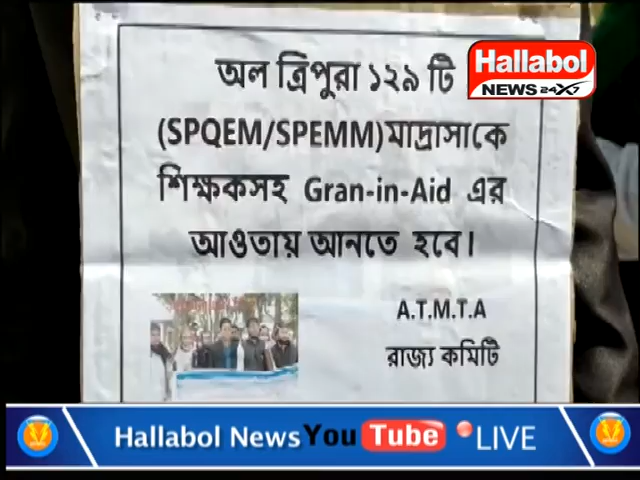 Hallabol
NEWS 24X7
অল ত্রিপুরা ১২৯ টি
(SPQEM/SPEMM)মাদ্রাসাকে
শিক্ষকসহ Gran-in-Aid এর
আওতায় আনতে হবে।
A.T.M.T.A
রাজ্য কমিটি
Hallabol News You Tube LIVE